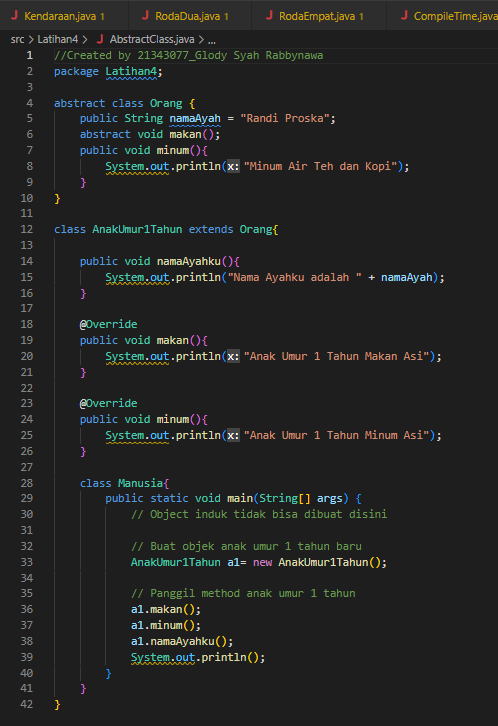 Kendaraan.java 1 RodaDua.java 1 RodaEmpat.java 1 CompileTime.java
src > Latihan4 > AbstractClass.java > ...
1 //Created by 21343077_Glody Syah Rabbynawa
2 package Latihan4;
3
4 abstract class Orang {
5 public String namaAyah = "Randi Proska";
6 abstract void makan();
7 public void minum(){
8 System.out.println(x: "Minum Air Teh dan Kopi");
9 }
10 }
11
12 class AnakUmur1Tahun extends Orang{
13
14 public void namaAyahku(){
15 System.out.println("Nama Ayahku adalah " + namaAyah);
16 }
17
18 @Override
19 public void makan(){
20 System.out.println(x: "Anak Umur 1 Tahun Makan Asi");
21 }
22
23 @Override
24 public void minum(){
25 System.out.println(x: "Anak Umur 1 Tahun Minum Asi");
26 }
27
28 class Manusia{
29 public static void main(String[] args) {
30 // Object induk tidak bisa dibuat disini
31
32 // Buat objek anak umur 1 tahun baru
33 AnakUmur1Tahun a1= new AnakUmur1Tahun();
34
35 // Panggil method anak umur 1 tahun
36 a1.makan();
37 a1.minum();
38 a1.namaAyahku();
39 System.out.println();
40 }
41 }
42 }